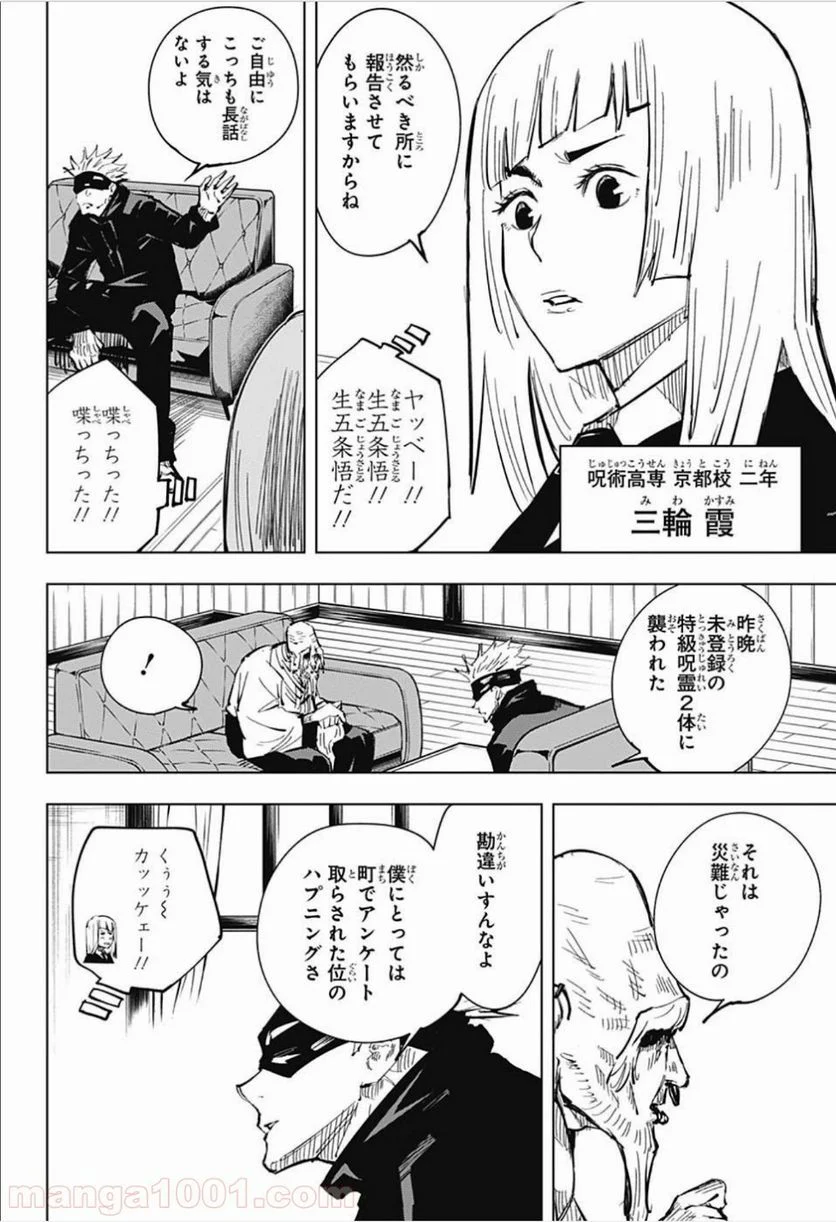 然るべき所に
報告させて
もらいますからね
ヤッベー!!
生五条悟!!
生五条悟だ!!
呪術高専 京都校 二年
三輪 霞
ご自由に
こっちも長話
する気は
ないよ
喋っちった!!
喋っちった!!
昨晩
未登録の
特級呪霊2体に
襲われた
!
それは
災難じゃったの
勘違いすんなよ
僕にとっては
町でアンケート
取らされた位の
ハプニングさ
くぅぅ〜
カッッケェー!!
manga1001.com